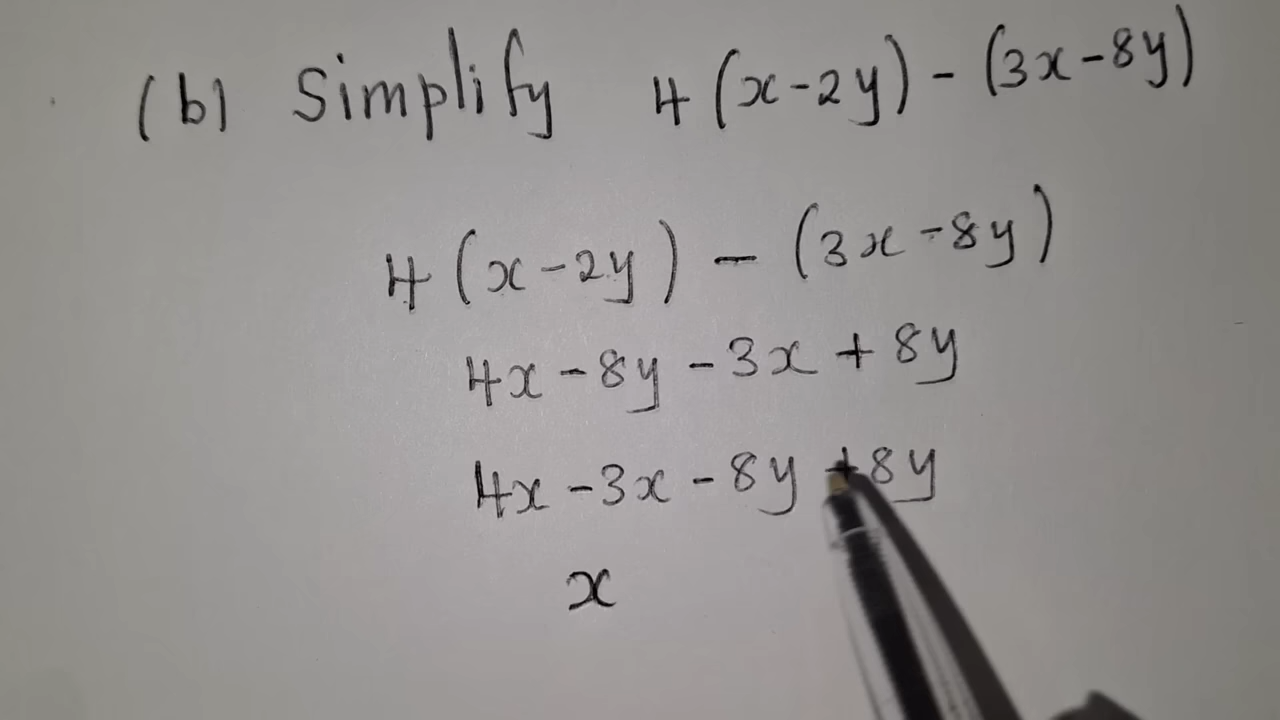 (b) Simplify 4(x-2y) - (3x-8y)
4(x-2y) - (3x-8y)
4x - 8y - 3x + 8y
4x - 3x - 8y + 8y
x